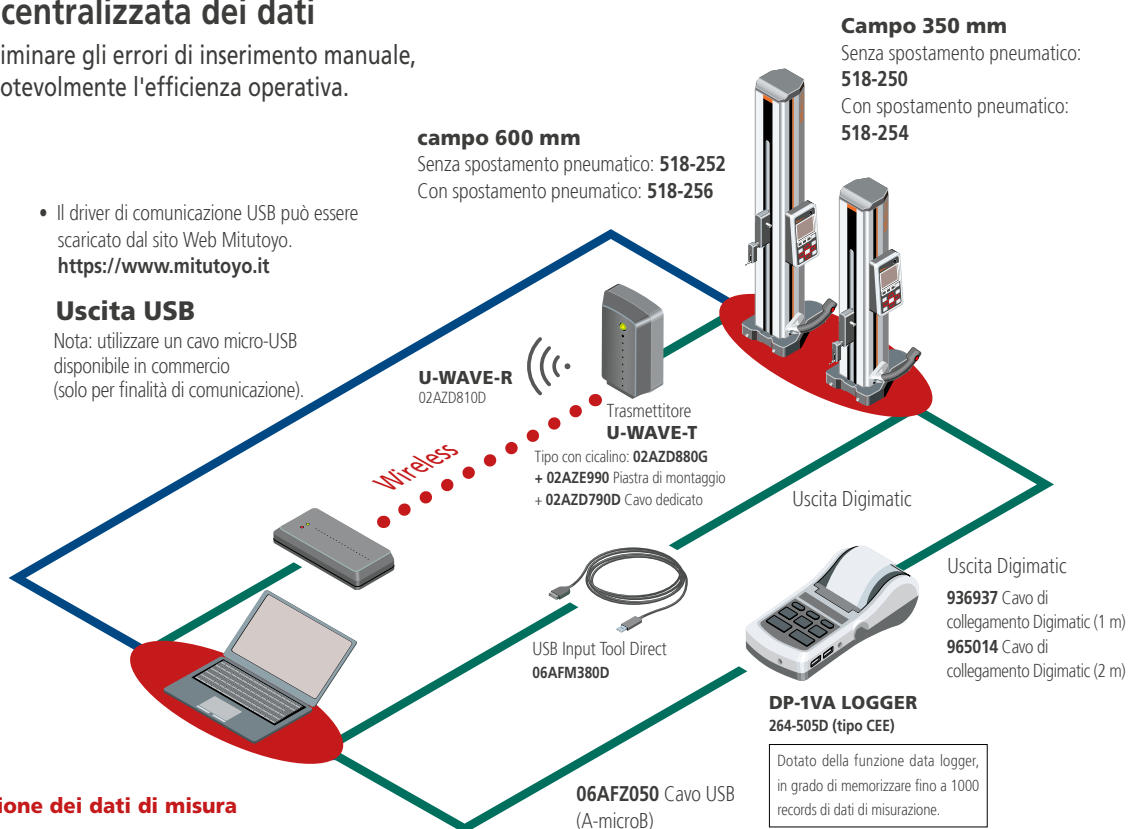 centralizzata dei dati
iminare gli errori di inserimento manuale,
otevolmente l'efficienza operativa.
Campo 350 mm
Senza spostamento pneumatico:
518-250
Con spostamento pneumatico:
518-254
campo 600 mm
Senza spostamento pneumatico: 518-252
Con spostamento pneumatico: 518-256
• Il driver di comunicazione USB può essere
scaricato dal sito Web Mitutoyo.
https://www.mitutoyo.it
Uscita USB
Nota: utilizzare un cavo micro-USB
disponibile in commercio
(solo per finalità di comunicazione).
U-WAVE-R
02AZD810D
Wireless
Trasmettitore
U-WAVE-T
Tipo con cicalino: 02AZD880G
+ 02AZE990 Piastra di montaggio
+ 02AZD790D Cavo dedicato
Uscita Digimatic
USB Input Tool Direct
06AFM380D
Uscita Digimatic
936937 Cavo di
collegamento Digimatic (1 m)
965014 Cavo di
collegamento Digimatic (2 m)
DP-1VA LOGGER
264-505D (tipo CEE)
Dotato della funzione data logger,
in grado di memorizzare fino a 1000
records di dati di misurazione.
06AFZ050 Cavo USB
(A-microB)
ione dei dati di misura